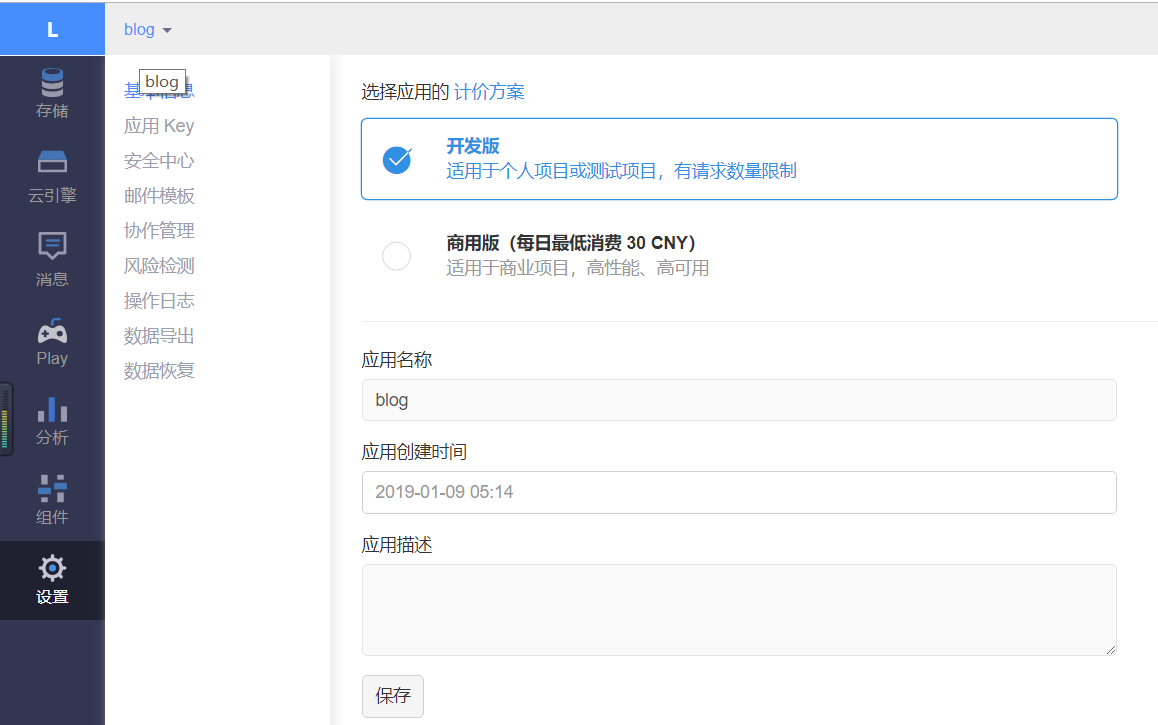 L
blog
存储
云引擎
消息
Play
分析
组件
设置
blog
应用 Key
安全中心
邮件模板
协作管理
风险检测
操作日志
数据导出
数据恢复
选择应用的 计价方案
开发版
适用于个人项目或测试项目，有请求数量限制
商用版（每日最低消费 30 CNY）
适用于商业项目，高性能、高可用
应用名称
blog
应用创建时间
2019-01-09 05:14
应用描述
保存